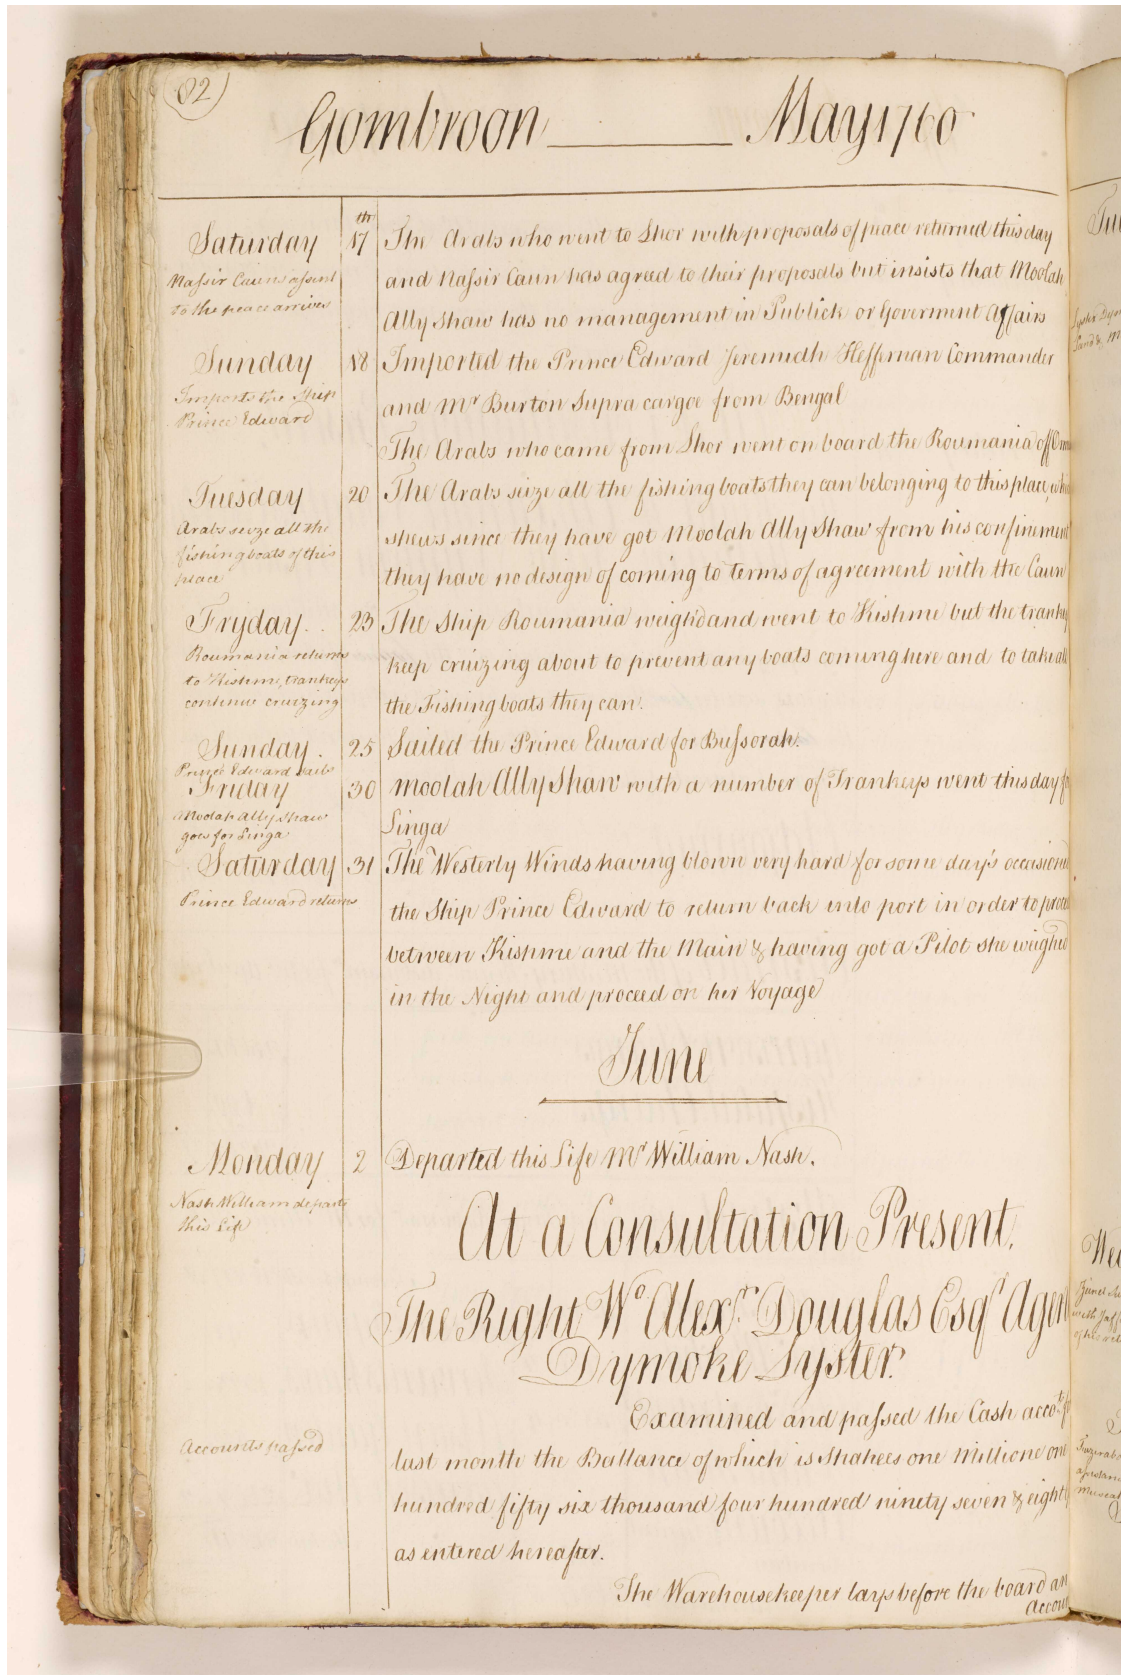 82
Gombroon May 1760
Saturday 17th The Arabs who went to Shor with proposals of peace returned this day
Nassir Cauns assent
to the peace arrives
and Nassir Caun has agreed to their proposals but insists that Moolah
Ally Shaw has no management in Publick or Goverment Affairs
Sunday 18 Imported the Prince Edward Jeremiah Heffernan Commander
Imports the Ship
Prince Edward
and Mr Burton Supra cargoe from Bengal
The Arabs who came from Shor went on board the Roumania off
Tuesday 20 The Arabs seize all the fishing boats they can belonging to this place,
Arabs seize all the
fishing boats of this
place
shews since they have got Moolah Ally Shaw from his confinement
they have no design of coming to terms of agreement with the Caun
Fryday 23 The Ship Roumania weigh'd and went to Kishme but the
Roumania returns
to Kishme, trankeys
continue cruizing
keep cruizing about to prevent any boats coming here and to take all
the Fishing boats they can.
Sunday 25 Sailed the Prince Edward for Bussorah.
Prince Edward sails
Friday 30 Moolah Ally Shaw with a number of Trankeys went this day
Moolah Ally Shaw
goes for Linga
Linga
Saturday 31 The Westerly Winds having blown very hard for some day's occasioned
Prince Edward returns
the Ship Prince Edward to return back into port in order to
between Kishme and the Main & having got a Pilot she weighed
in the Night and proceed on her Voyage
June
Monday 2 Departed this Life Mr William Nash.
Nash William departs
this Life
At a Consultation Present.
The Right Wo Alexr Douglas Esqr Agent
Dymoke Lyster.
Examined and passed the Cash accots
Accounts passed
last month the Ballance of which is Shahees one Millione one
hundred fifty six thousand four hundred ninety seven & eighty
as entered hereafter.
The Warehousekeeper lays before the board an